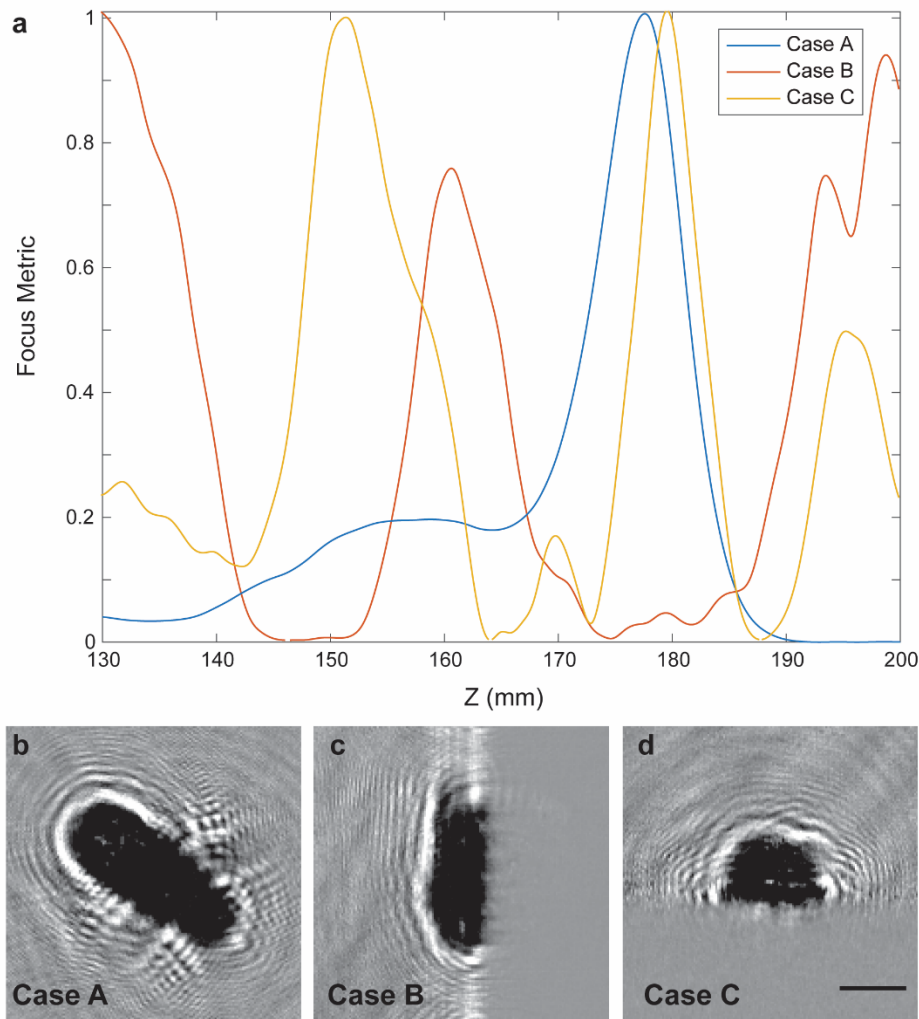 a
1
0.8
0.6
0.4
0.2
0
Focus Metric
Case A
Case B
Case C
130 140 150 160 170 180 190 200
Z (mm)
b c d
Case A Case B Case C